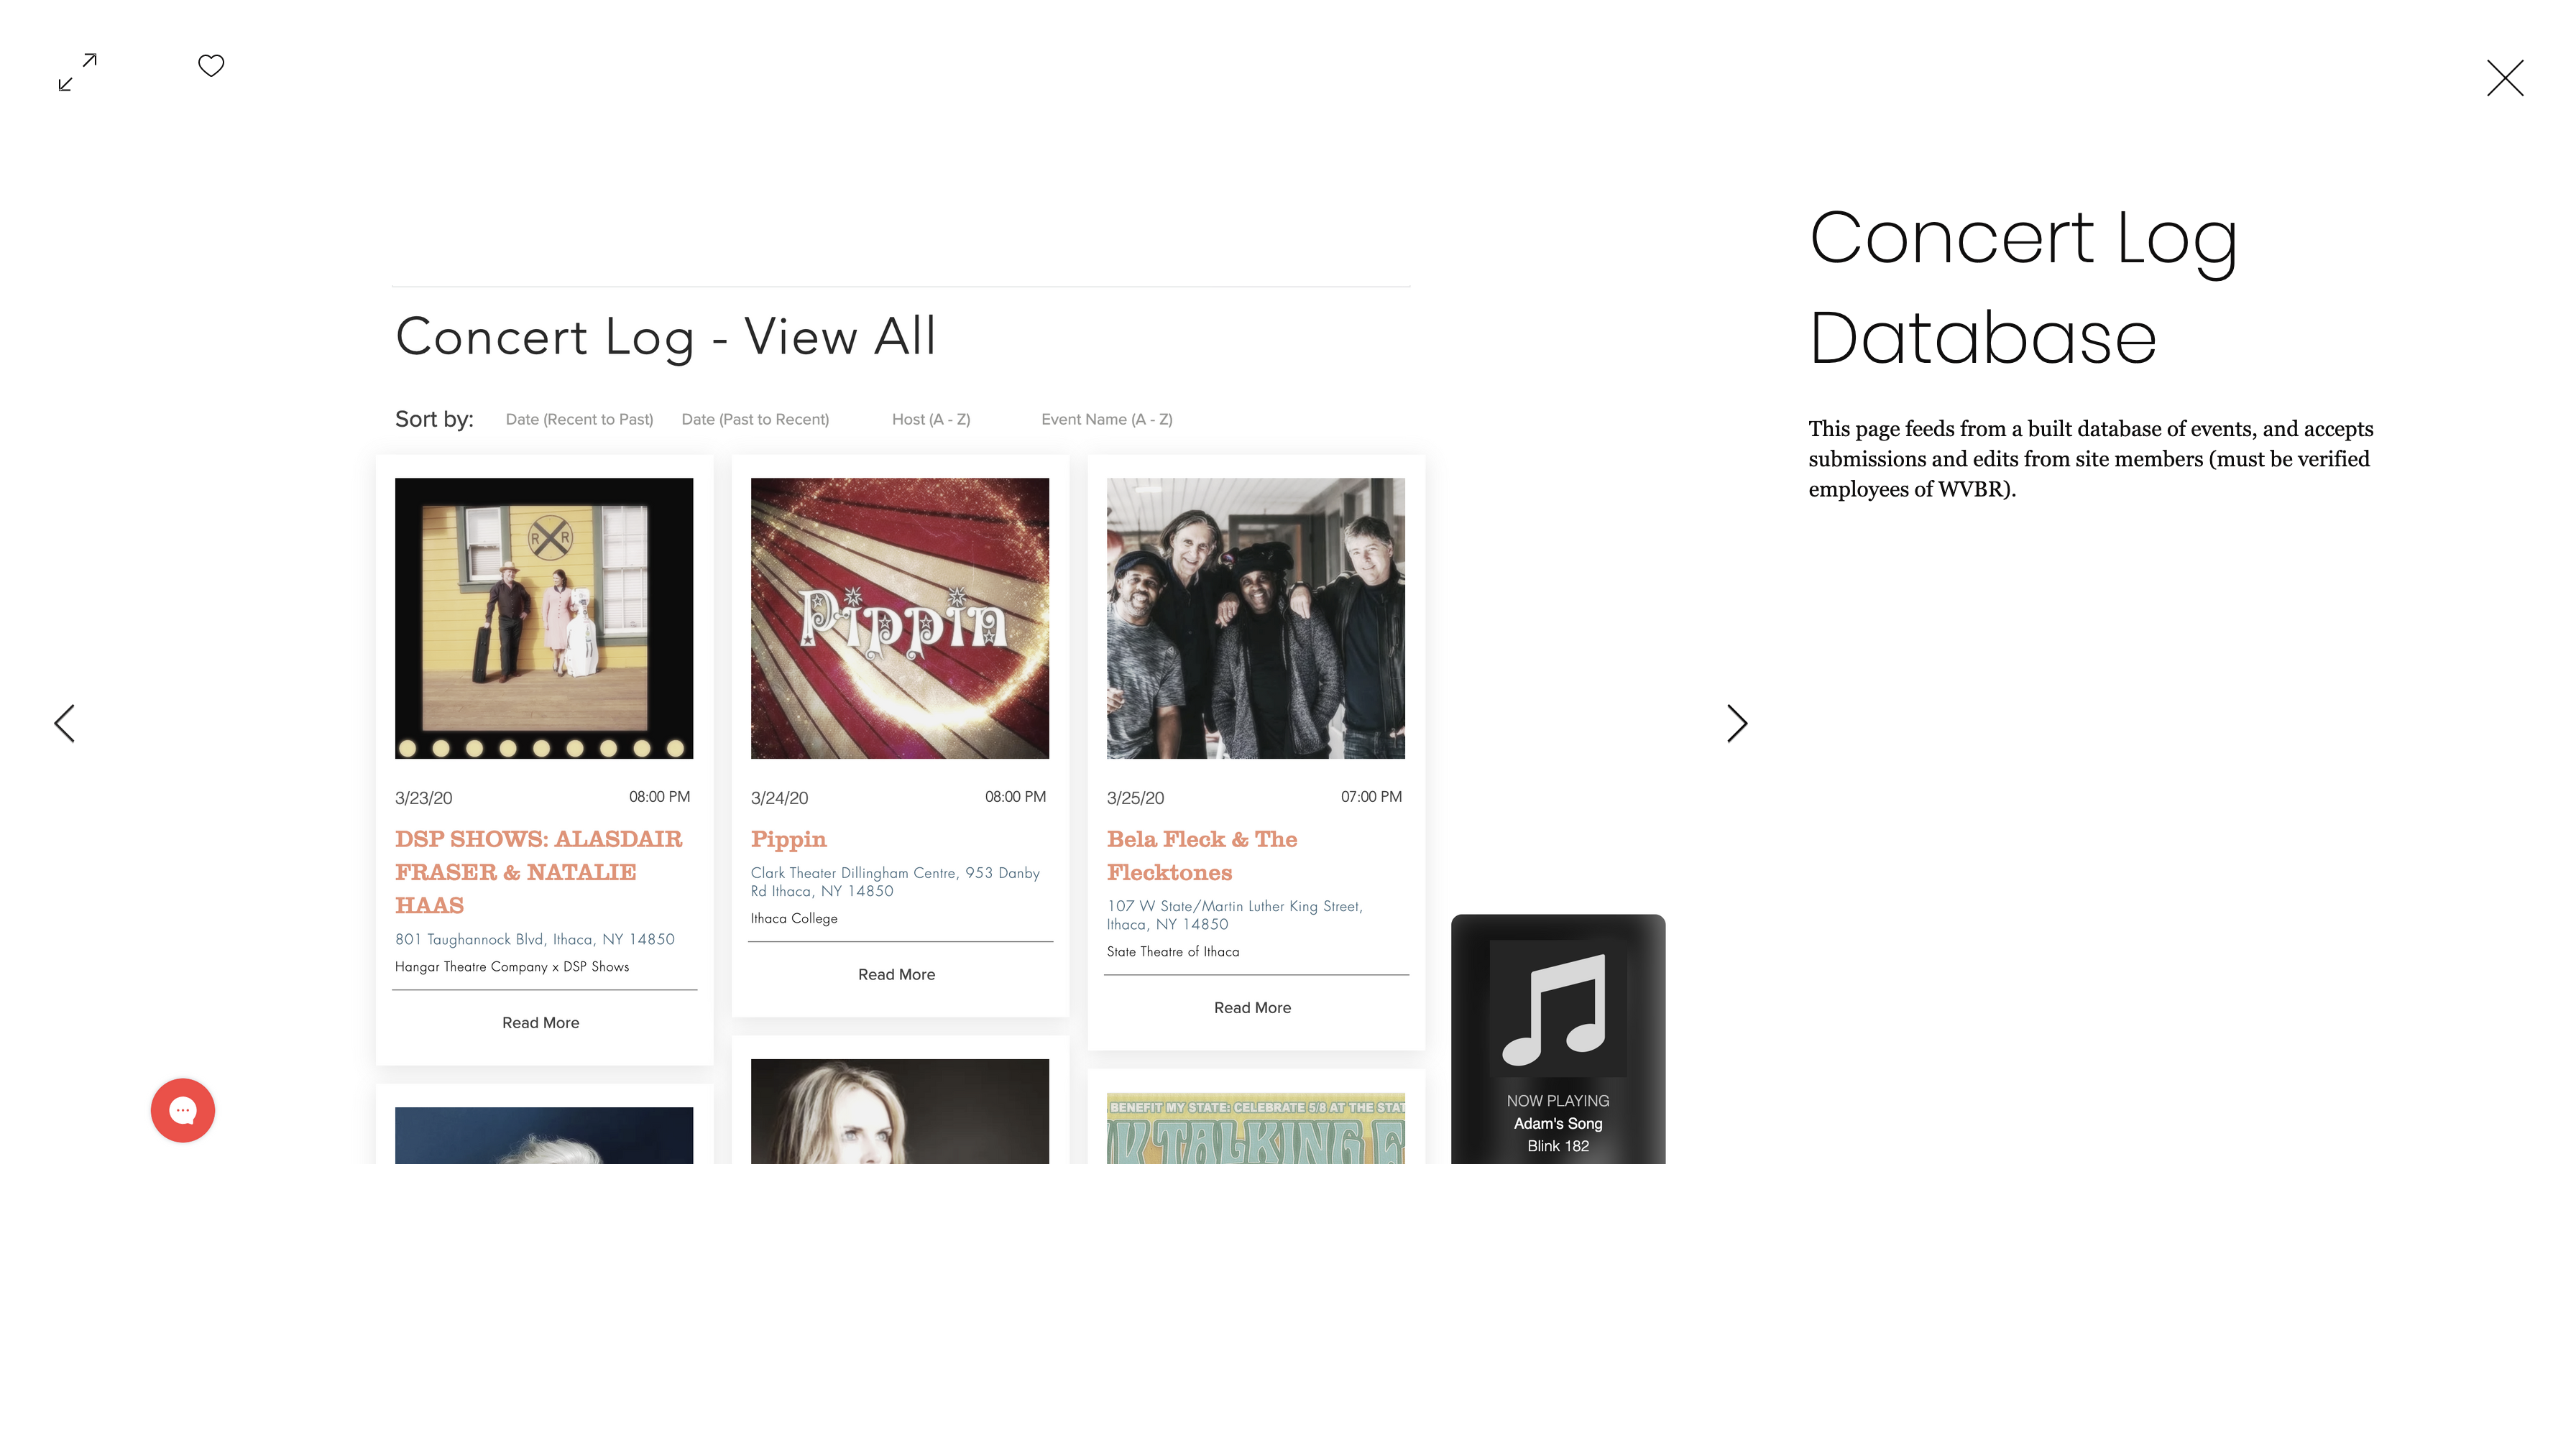 Concert Log
Database
This page feeds from a built database of events, and accepts
submissions and edits from site members (must be verified
employees of WVBR).
Concert Log - View All
Sort by:
Date (Recent to Past)
Date (Past to Recent)
Host (A - Z)
Event Name (A - Z)
R R
3/23/20 08:00 PM
DSP SHOWS: ALASDAIR
FRASER & NATALIE
HAAS
801 Taughannock Blvd, Ithaca, NY 14850
Hangar Theatre Company x DSP Shows
Read More
Pippin
3/24/20 08:00 PM
Pippin
Clark Theater Dillingham Centre, 953 Danby
Rd Ithaca, NY 14850
Ithaca College
Read More
3/25/20 07:00 PM
Bela Fleck & The
Flecktones
107 W State/Martin Luther King Street,
Ithaca, NY 14850
State Theatre of Ithaca
Read More
BENEFIT MY STATE: CELEBRATE 5/8 AT THE STAT
TALKING
NOW PLAYING
Adam's Song
Blink 182